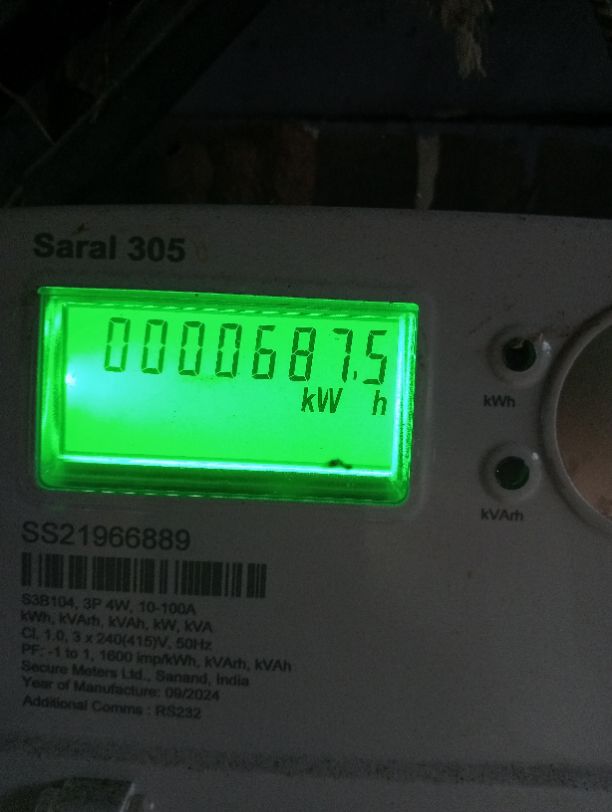 Saral 305
0000687.5
kW h
kWh
kVArh
SS21966889
S3B104, 3P 4W, 10-100A
kWh, kVArh, kVAh, kW, kVA
Cl. 1.0, 3 x 240(415)V, 50Hz
PF: -1 to 1, 1600 imp/kWh, kVArh, kVAh
Secure Meters Ltd., Sanand, India
Year of Manufacture: 09/2024
Additional Comms : RS232